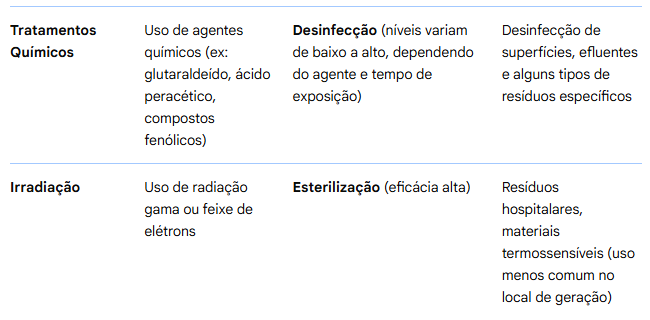 Tratamentos
Químicos
Uso de agentes
químicos (ex:
glutaraldeído, ácido
peracético,
compostos
fenólicos)
Desinfecção (níveis variam
de baixo a alto, dependendo
do agente e tempo de
exposição)
Desinfecção de
superfícies, efluentes
e alguns tipos de
resíduos específicos
Irradiação
Uso de radiação
gama ou feixe de
elétrons
Esterilização (eficácia alta)
Resíduos
hospitalares,
materiais
termossensíveis (uso
menos comum no
local de geração)